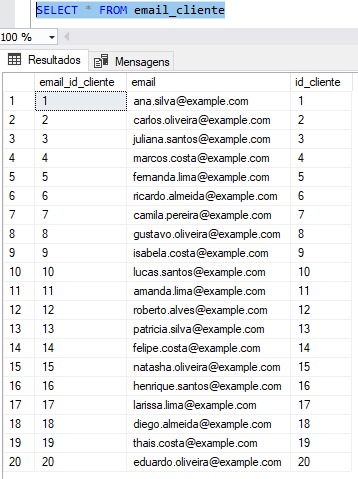 SELECT * FROM email_cliente
100 %
Resultados Mensagens
email_id_cliente email id_cliente
1 1 ana.silva@example.com 1
2 2 carlos.oliveira@example.com 2
3 3 juliana.santos@example.com 3
4 4 marcos.costa@example.com 4
5 5 fernanda.lima@example.com 5
6 6 ricardo.almeida@example.com 6
7 7 camila.pereira@example.com 7
8 8 gustavo.oliveira@example.com 8
9 9 isabela.costa@example.com 9
10 10 lucas.santos@example.com 10
11 11 amanda.lima@example.com 11
12 12 roberto.alves@example.com 12
13 13 patricia.silva@example.com 13
14 14 felipe.costa@example.com 14
15 15 natasha.oliveira@example.com 15
16 16 henrique.santos@example.com 16
17 17 larissa.lima@example.com 17
18 18 diego.almeida@example.com 18
19 19 thais.costa@example.com 19
20 20 eduardo.oliveira@example.com 20